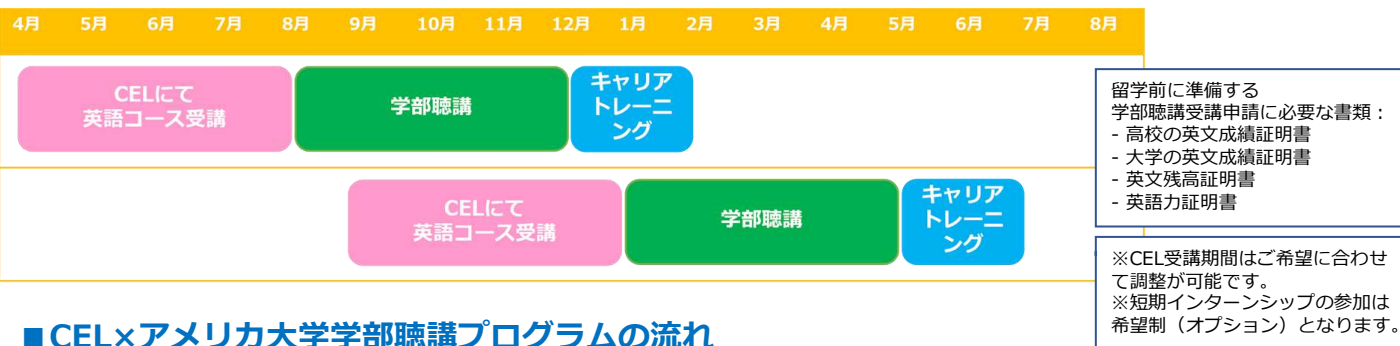 4月 5月 6月 7月 8月 9月 10月 11月 12月 1月 2月 3月 4月 5月 6月 7月 8月
CELにて
英語コース受講
学部聴講
キャリア
トレーニ
ング
CELにて
英語コース受講
学部聴講
キャリア
トレーニ
ング
留学前に準備する
学部聴講受講申請に必要な書類：
- 高校の英文成績証明書
- 大学の英文成績証明書
- 英文残高証明書
- 英語力証明書
※CEL受講期間はご希望に合わせ
て調整が可能です。
※短期インターンシップの参加は
希望制（オプション）となります。
■CEL×アメリカ大学学部聴講プログラムの流れ